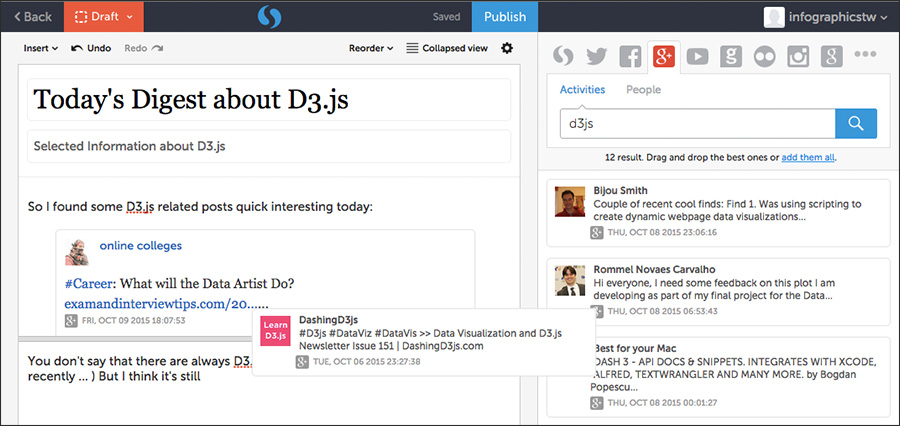 Back
Draft
Saved
Publish
infographicstw
Insert
Undo
Redo
Reorder
Collapsed view
Today's Digest about D3.js
Selected Information about D3.js
So I found some D3.js related posts quick interesting today:
online colleges
#Career: What will the Data Artist Do?
examandinterviewtips.com/20......
g+ FRI, OCT 09 2015 18:07:53
You don't say that there are always D3.
recently ... ) But I think it's still
Learn
D3.js
DashingD3js
#D3js #DataViz #DataVis >> Data Visualization and D3.js
Newsletter Issue 151 | DashingD3js.com
g+ TUE, OCT 06 2015 23:27:38
g+
g
Activities
People
d3js
12 result. Drag and drop the best ones or add them all.
Bijou Smith
Couple of recent cool finds: Find 1. Was using scripting to
create dynamic webpage data visualizations...
g+ THU, OCT 08 2015 23:06:16
Rommel Novaes Carvalho
Hi everyone, I need some feedback on this plot I am
developing as part of my final project for the Data...
g+ THU, OCT 08 2015 06:53:43
Best for your Mac
DASH 3 - API DOCS & SNIPPETS. INTEGRATES WITH XCODE,
ALFRED, TEXTWRANGLER AND MANY MORE. by Bogdan
Popescu...
g+ THU, OCT 08 2015 00:01:27